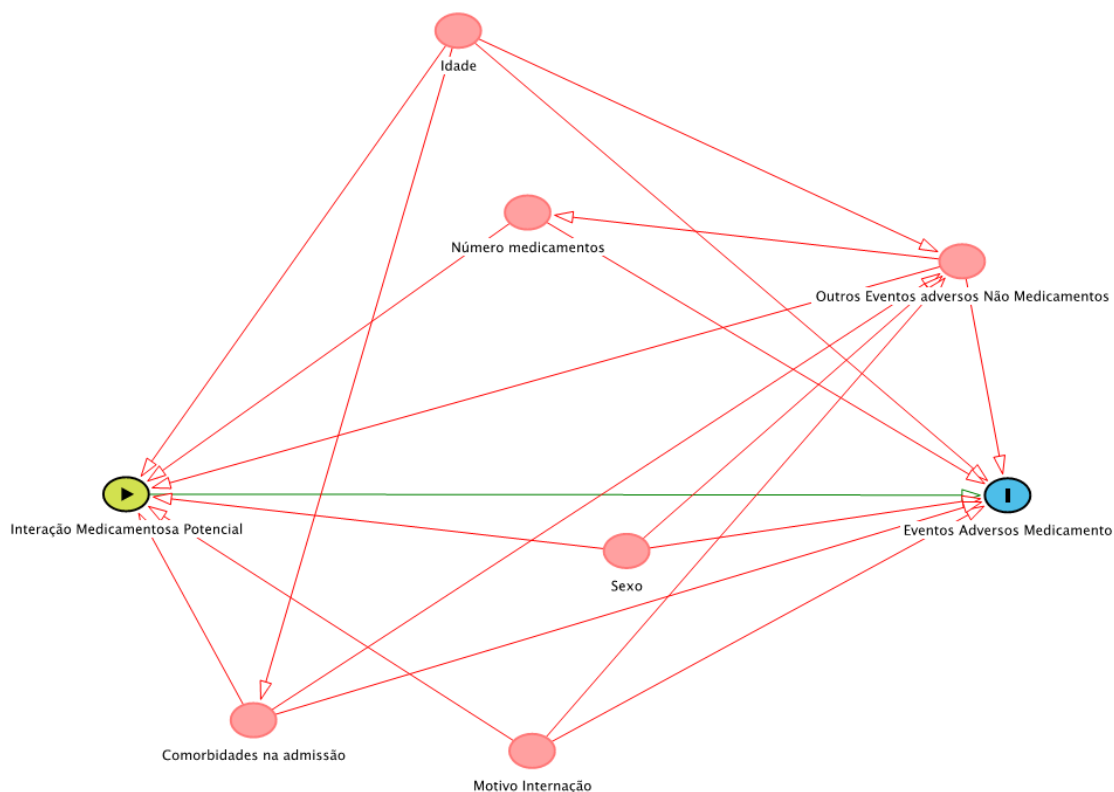 Idade
Número medicamentos
Outros Eventos adversos Não Medicamentos
Interação Medicamentosa Potencial
Eventos Adversos Medicamento
Sexo
Comorbidades na admissão
Motivo Internação